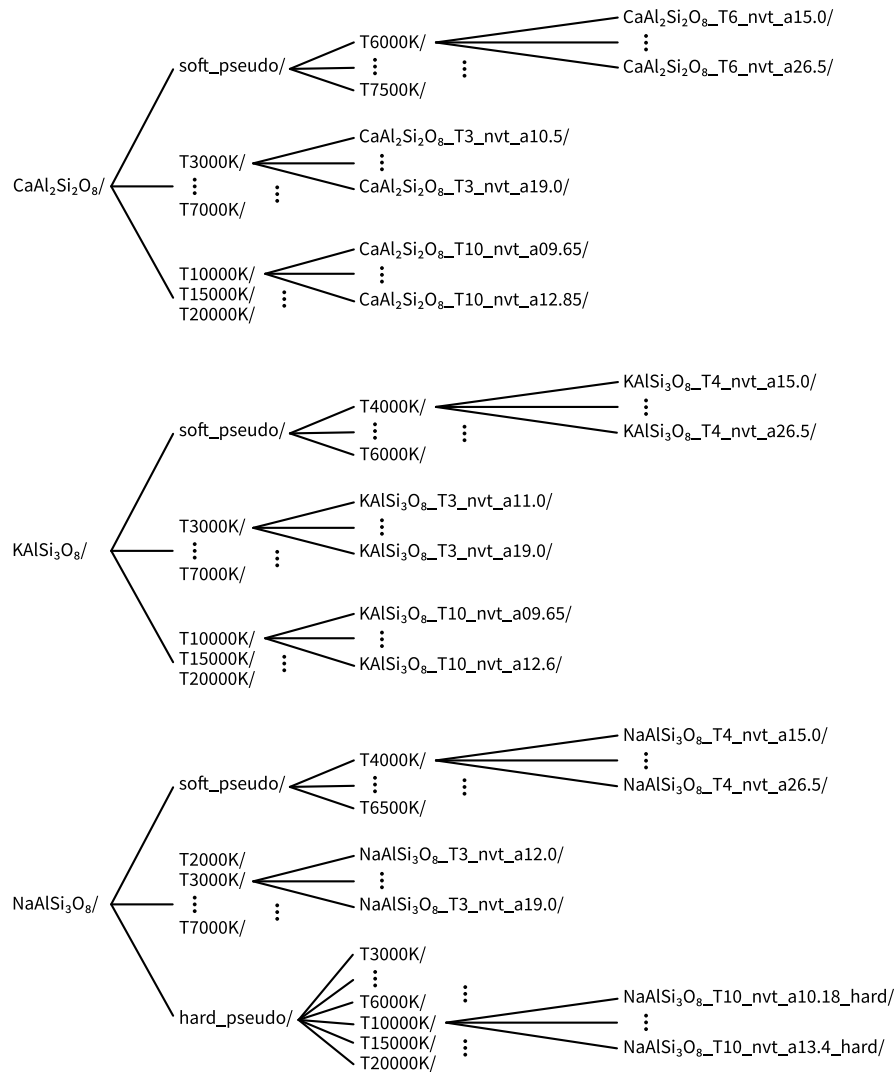 CaAl₂Si₂O₈/
soft_pseudo/
T6000K/
⋮
T7500K/
⋮
CaAl₂Si₂O₈_T6_nvt_a15.0/
⋮
CaAl₂Si₂O₈_T6_nvt_a26.5/
T3000K/
⋮
T7000K/
⋮
CaAl₂Si₂O₈_T3_nvt_a10.5/
⋮
CaAl₂Si₂O₈_T3_nvt_a19.0/
T10000K/
T15000K/
T20000K/
⋮
CaAl₂Si₂O₈_T10_nvt_a09.65/
⋮
CaAl₂Si₂O₈_T10_nvt_a12.85/
KAlSi₃O₈/
soft_pseudo/
T4000K/
⋮
T6000K/
⋮
KAlSi₃O₈_T4_nvt_a15.0/
⋮
KAlSi₃O₈_T4_nvt_a26.5/
T3000K/
⋮
T7000K/
⋮
KAlSi₃O₈_T3_nvt_a11.0/
⋮
KAlSi₃O₈_T3_nvt_a19.0/
T10000K/
T15000K/
T20000K/
⋮
KAlSi₃O₈_T10_nvt_a09.65/
⋮
KAlSi₃O₈_T10_nvt_a12.6/
NaAlSi₃O₈/
soft_pseudo/
T4000K/
⋮
T6500K/
⋮
NaAlSi₃O₈_T4_nvt_a15.0/
⋮
NaAlSi₃O₈_T4_nvt_a26.5/
T2000K/
T3000K/
⋮
T7000K/
⋮
NaAlSi₃O₈_T3_nvt_a12.0/
⋮
NaAlSi₃O₈_T3_nvt_a19.0/
hard_pseudo/
T3000K/
⋮
T6000K/
T10000K/
T15000K/
T20000K/
⋮
⋮
NaAlSi₃O₈_T10_nvt_a10.18_hard/
⋮
NaAlSi₃O₈_T10_nvt_a13.4_hard/